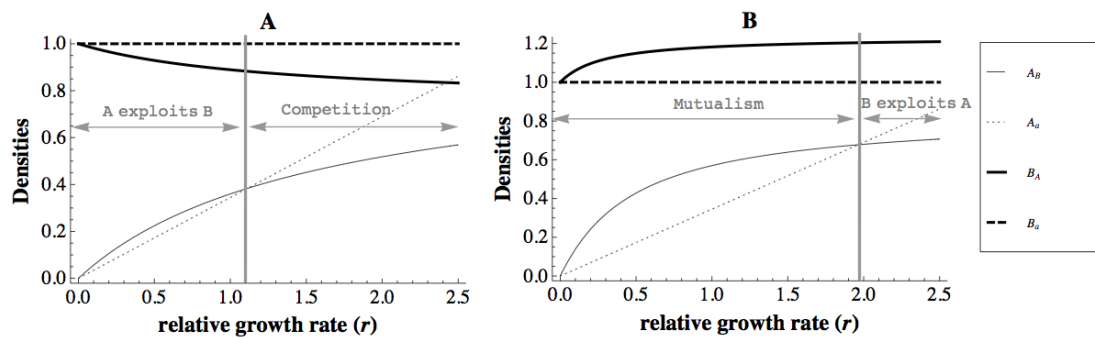 A
1.0
0.8
0.6
0.4
0.2
0.0
Densities
A exploits B
Competition
0.0 0.5 1.0 1.5 2.0 2.5
relative growth rate (r)
B
1.2
1.0
0.8
0.6
0.4
0.2
0.0
Densities
Mutualism
B exploits A
0.0 0.5 1.0 1.5 2.0 2.5
relative growth rate (r)
A_B
A_a
B_A
B_a